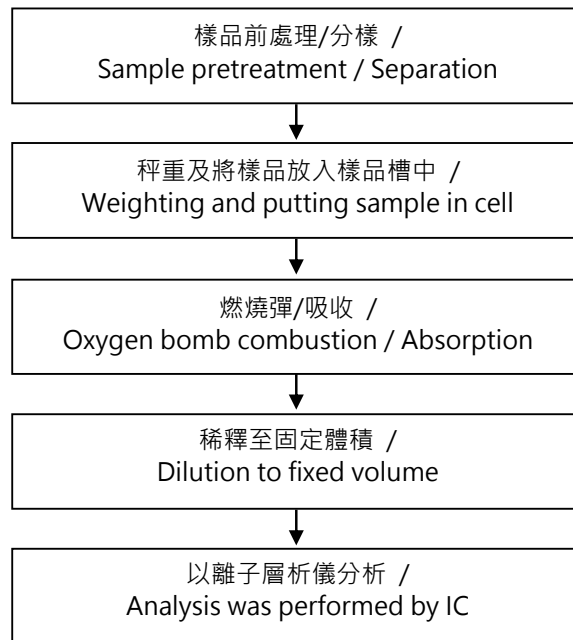 樣品前處理/分樣 /
Sample pretreatment / Separation
秤重及將樣品放入樣品槽中 /
Weighting and putting sample in cell
燃燒彈/吸收 /
Oxygen bomb combustion / Absorption
稀釋至固定體積 /
Dilution to fixed volume
以離子層析儀分析 /
Analysis was performed by IC